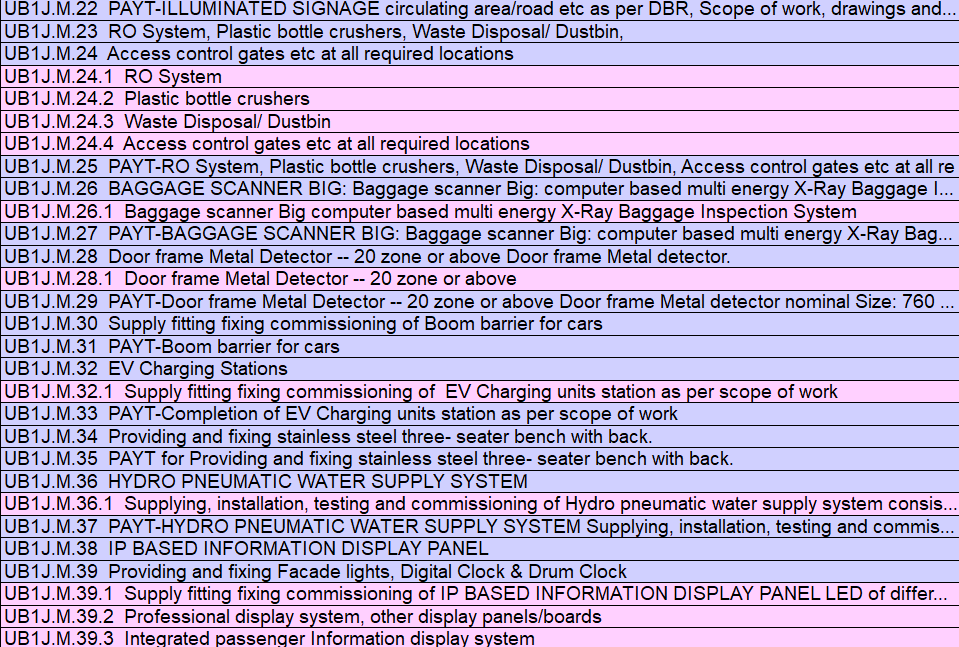 UB1J.M.22 PAYT-ILLUMINATED SIGNAGE circulating area/road etc as per DBR, Scope of work, drawings and...
UB1J.M.23 RO System, Plastic bottle crushers, Waste Disposal/ Dustbin,
UB1J.M.24 Access control gates etc at all required locations
UB1J.M.24.1 RO System
UB1J.M.24.2 Plastic bottle crushers
UB1J.M.24.3 Waste Disposal/ Dustbin
UB1J.M.24.4 Access control gates etc at all required locations
UB1J.M.25 PAYT-RO System, Plastic bottle crushers, Waste Disposal/ Dustbin, Access control gates etc at all re
UB1J.M.26 BAGGAGE SCANNER BIG: Baggage scanner Big: computer based multi energy X-Ray Baggage I...
UB1J.M.26.1 Baggage scanner Big computer based multi energy X-Ray Baggage Inspection System
UB1J.M.27 PAYT-BAGGAGE SCANNER BIG: Baggage scanner Big: computer based multi energy X-Ray Bag...
UB1J.M.28 Door frame Metal Detector -- 20 zone or above Door frame Metal detector.
UB1J.M.28.1 Door frame Metal Detector -- 20 zone or above
UB1J.M.29 PAYT-Door frame Metal Detector -- 20 zone or above Door frame Metal detector nominal Size: 760 ...
UB1J.M.30 Supply fitting fixing commissioning of Boom barrier for cars
UB1J.M.31 PAYT-Boom barrier for cars
UB1J.M.32 EV Charging Stations
UB1J.M.32.1 Supply fitting fixing commissioning of EV Charging units station as per scope of work
UB1J.M.33 PAYT-Completion of EV Charging units station as per scope of work
UB1J.M.34 Providing and fixing stainless steel three- seater bench with back.
UB1J.M.35 PAYT for Providing and fixing stainless steel three- seater bench with back.
UB1J.M.36 HYDRO PNEUMATIC WATER SUPPLY SYSTEM
UB1J.M.36.1 Supplying, installation, testing and commissioning of Hydro pneumatic water supply system consis...
UB1J.M.37 PAYT-HYDRO PNEUMATIC WATER SUPPLY SYSTEM Supplying, installation, testing and commis...
UB1J.M.38 IP BASED INFORMATION DISPLAY PANEL
UB1J.M.39 Providing and fixing Facade lights, Digital Clock & Drum Clock
UB1J.M.39.1 Supply fitting fixing commissioning of IP BASED INFORMATION DISPLAY PANEL LED of differ...
UB1J.M.39.2 Professional display system, other display panels/boards
UB1J.M.39.3 Integrated passenger Information display system